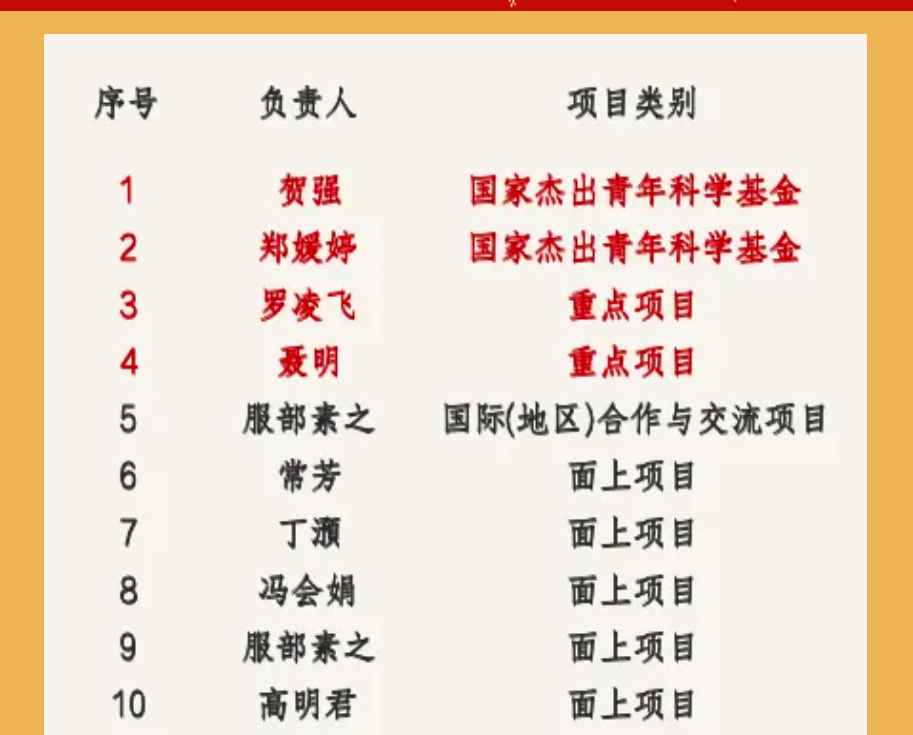 序号 负责人 项目类别
1 贺强 国家杰出青年科学基金
2 郑媛婷 国家杰出青年科学基金
3 罗凌飞 重点项目
4 聂明 重点项目
5 服部素之 国际(地区)合作与交流项目
6 常芳 面上项目
7 丁灏 面上项目
8 冯会娟 面上项目
9 服部素之 面上项目
10 高明君 面上项目